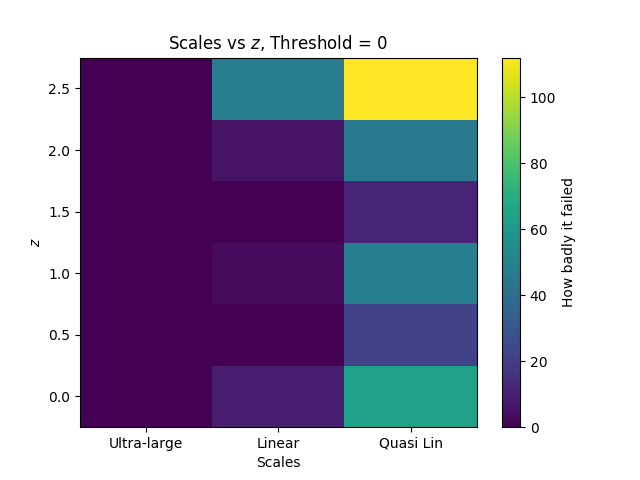 Scales vs z, Threshold = 0
2.5
2.0
1.5
1.0
0.5
0.0
z
Ultra-large
Linear
Quasi Lin
Scales
100
80
60
40
20
0
How badly it failed